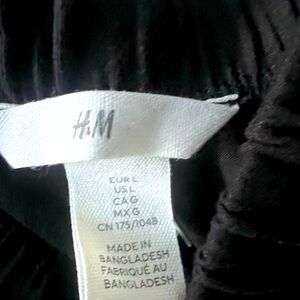 H&M
EUR L
US L
CA G
MX G
CN 175/104B
MADE IN
BANGLADESH
FABRIQUÉ AU
BANGLADESH